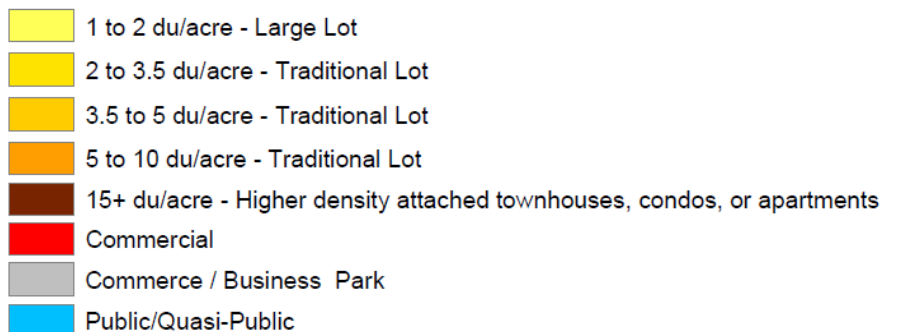 1 to 2 du/acre - Large Lot
2 to 3.5 du/acre - Traditional Lot
3.5 to 5 du/acre - Traditional Lot
5 to 10 du/acre - Traditional Lot
15+ du/acre - Higher density attached townhouses, condos, or apartments
Commercial
Commerce / Business  Park
Public/Quasi-Public